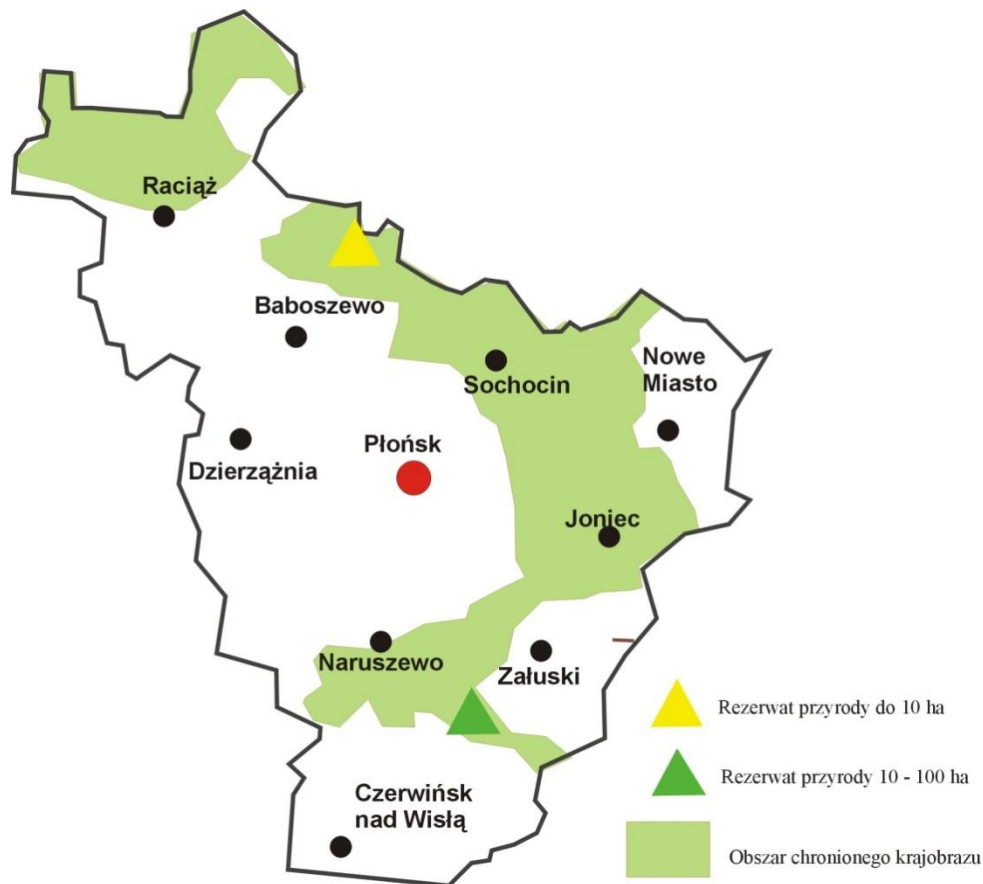 Raciąż
Baboszewo
Sochocin
Nowe
Miasto
Dzierzążnia
Płońsk
Joniec
Naruszewo
Załuski
Czerwińsk
nad Wisłą
Rezerwat przyrody do 10 ha
Rezerwat przyrody 10 - 100 ha
Obszar chronionego krajobrazu